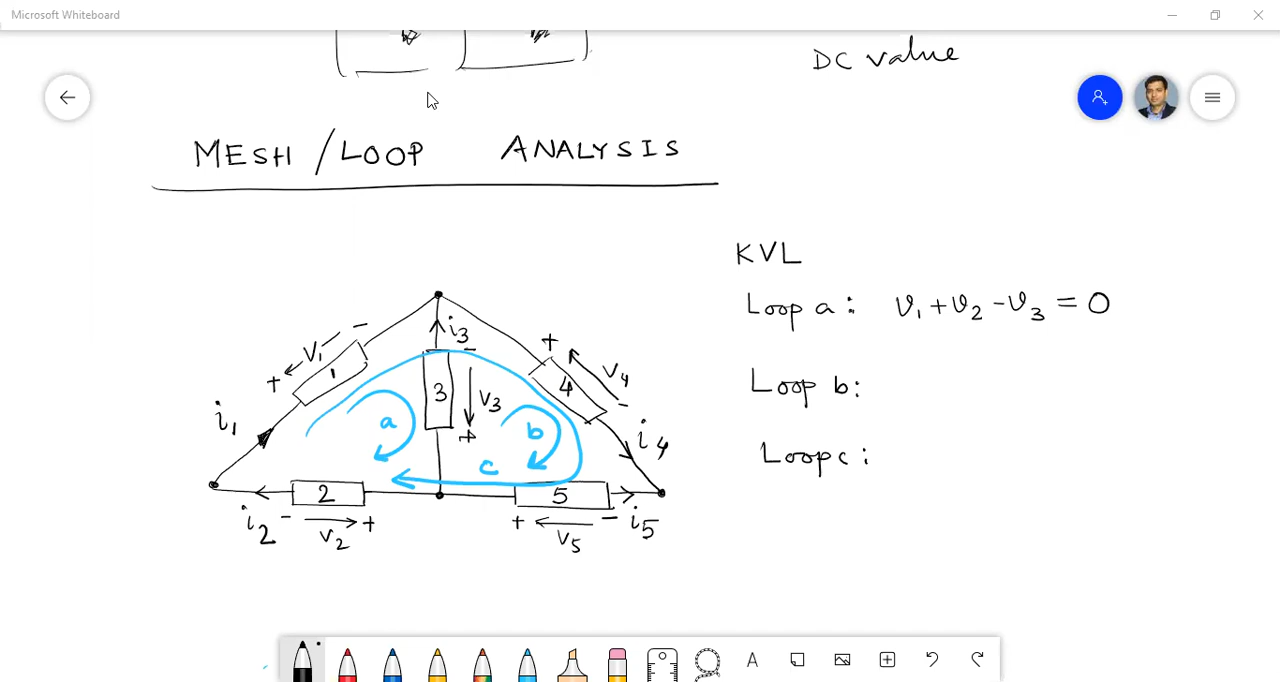 Microsoft Whiteboard
DC value
MESH / LOOP ANALYSIS
KVL
Loop a: v1 + v2 - v3 = 0
Loop b:
Loop c:
i3
-
+
- v1 +
1
3
v3
+
4
v4
-
i1
a
b
c
i4
2
5
i2 - v2 +
+ v5 - i5
A